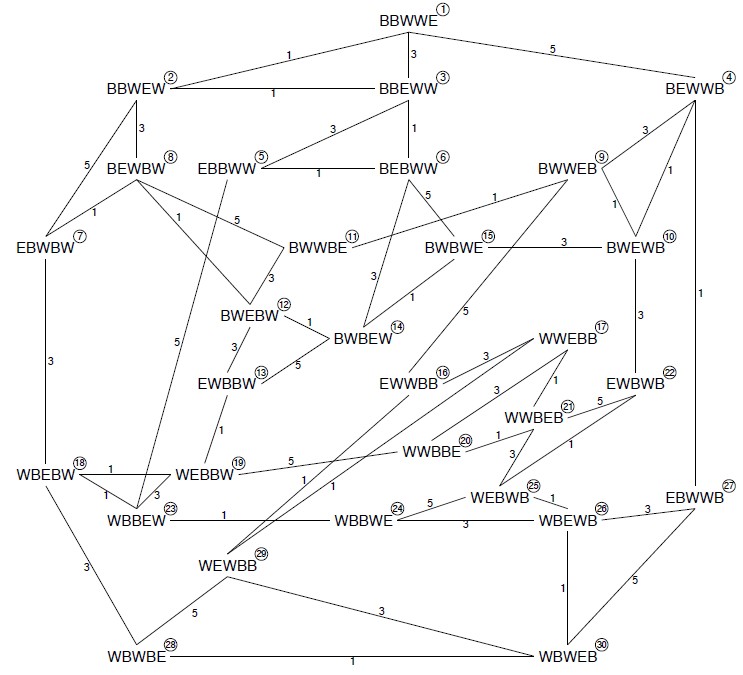 BBWWE ①
1 3 5
BBWEW ② BBEWW ③ BEWWB ④
1
3 3 1 3
5 1
BEWBW ⑧ EBBWW ⑤ BEBWW ⑥ BWWEB ⑨
1
1 1 5 5 1 1
EBWBW ⑦ BWWBE ⑪ BWBWE ⑮ BWEWB ⑩
3
3 3 1 1
BWEBW ⑫ 1 5 3
BWBEW ⑭ WWEBB ⑰
5 3 3
3 5
EWBBW ⑬ EWWBB ⑯ 3 1 EWBWB ㉒
5
WWBEB ㉑
1 1 1
WWBBE ⑳
5 3
WBEBW ⑱ 1 WEBBW ⑲ 1 1
1 3 WEBWB ㉕ 1 EBWWB ㉗
5
WBBEW ㉓ 1 WBBWE ㉔ 3 WBEWB ㉖ 3
WEWBB ㉙
3 1 5
5 3
WBWBE ㉘ 1 WBWEB ㉚